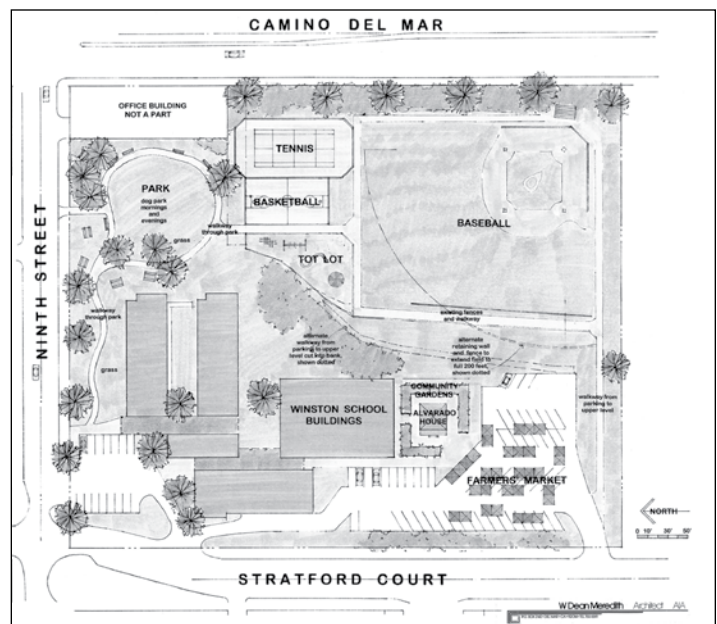 CAMINO DEL MAR
OFFICE BUILDING
NOT A PART
TENNIS
PARK
dog park
mornings
and
evenings
BASKETBALL
BASEBALL
walkway
through park
grass
TOT LOT
NINTH STREET
walkway
through park
existing fences
and walkway
alternate
walkway from
parking to upper
level cut into bank,
shown dotted
alternate
retaining wall
and fence to
extend field to
full 200 feet,
shown dotted
grass
COMMUNITY
GARDENS
WINSTON SCHOOL
BUILDINGS
ALVARADO
HOUSE
walkway from
parking to
upper level
FARMERS' MARKET
NORTH
0 10' 30' 50'
STRATFORD COURT
W Dean Meredith Architect AIA